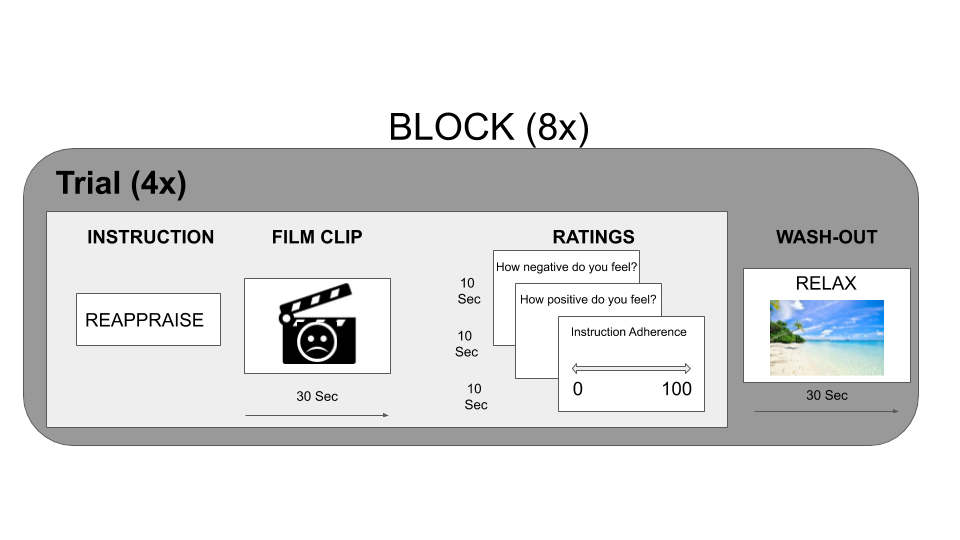 BLOCK (8x)
Trial (4x)
INSTRUCTION
REAPPRAISE
FILM CLIP
30 Sec
RATINGS
10
Sec
10
Sec
10
Sec
How negative do you feel?
How positive do you feel?
Instruction Adherence
0 100
WASH-OUT
RELAX
30 Sec